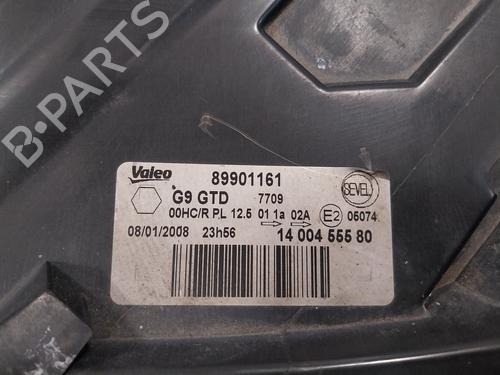 B-PARTS
Valeo 89901161
G9 GTD 7709 SEVEL
00HC/R PL 12.5 01 1a 02A E2 05074
08/01/2008 23h56 14 004 555 80